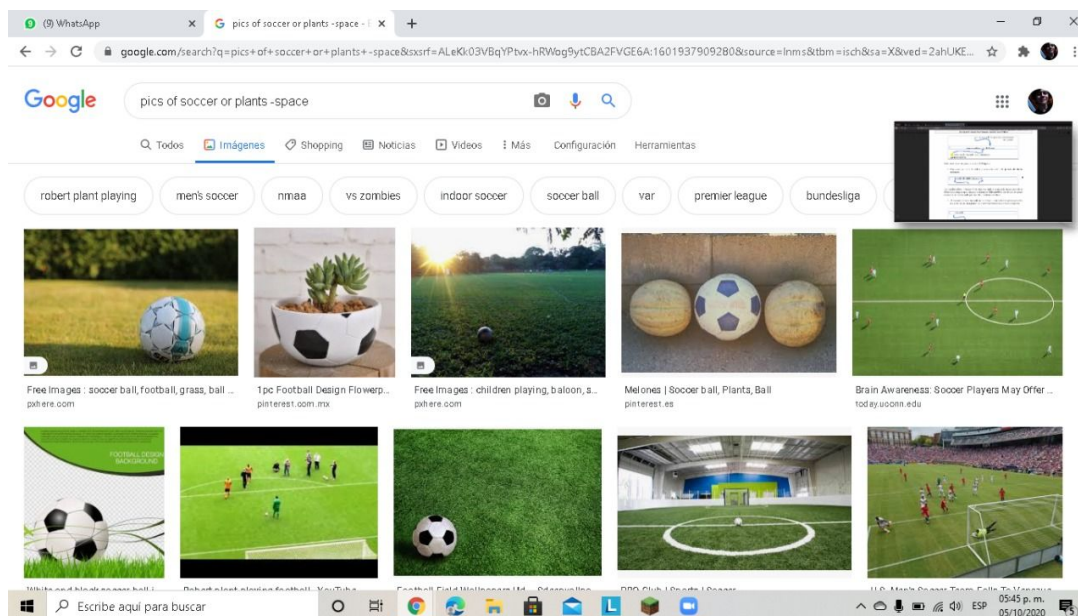 (9) WhatsApp
pics of soccer or plants -space -
google.com/search?q=pics+of+soccer+or+plants+-space&sxsrf=ALeKk03VBqYPtvx-hRWog9ytCBA2FVGE6A:1601937909280&source=lnms&tbm=isch&sa=X&ved=2ahUKE...
Google
pics of soccer or plants -space
Todos Imágenes Shopping Noticias Videos Más Configuración Herramientas
robert plant playing men's soccer nmaa vs zombies indoor soccer soccer ball var premier league bundesliga
FOOTBALL DESIGN
BACKGROUND
Free Images : soccer ball, football, grass, ball ...
pxhere.com
1pc Football Design Flowerp...
pinterest.com.mx
Free Images : children playing, baloon, s...
pxhere.com
Melones | Soccer ball, Plants, Ball
pinterest.es
Brain Awareness: Soccer Players May Offer ...
today.uconn.edu
Escribe aquí para buscar
ESP
05:45 p. m.
05/10/2020